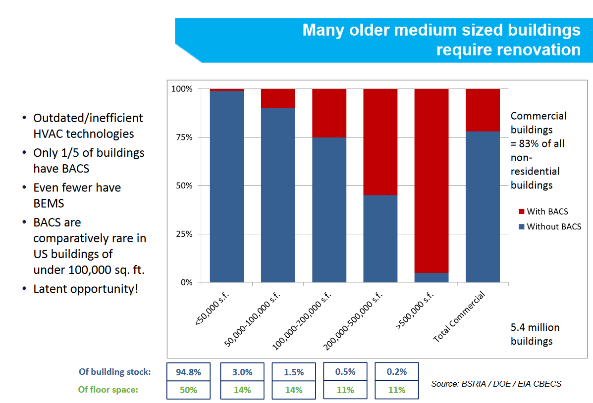 Many older medium sized buildings
require renovation
• Outdated/inefficient
HVAC technologies
• Only 1/5 of buildings
have BACS
• Even fewer have
BEMS
• BACS are
comparatively rare in
US buildings of
under 100,000 sq. ft.
• Latent opportunity!
100%
75%
50%
25%
0%
<50,000 s.f.
50,000-100,000 s.f.
100,000-200,000 s.f.
200,000-500,000 s.f.
>500,000 s.f.
Total Commercial
Commercial
buildings
= 83% of all
non-
residential
buildings
With BACS
Without BACS
5.4 million
buildings
Of building stock: 94.8% 3.0% 1.5% 0.5% 0.2%
Of floor space: 50% 14% 14% 11% 11%
Source: BSRIA / DOE / EIA CBECS